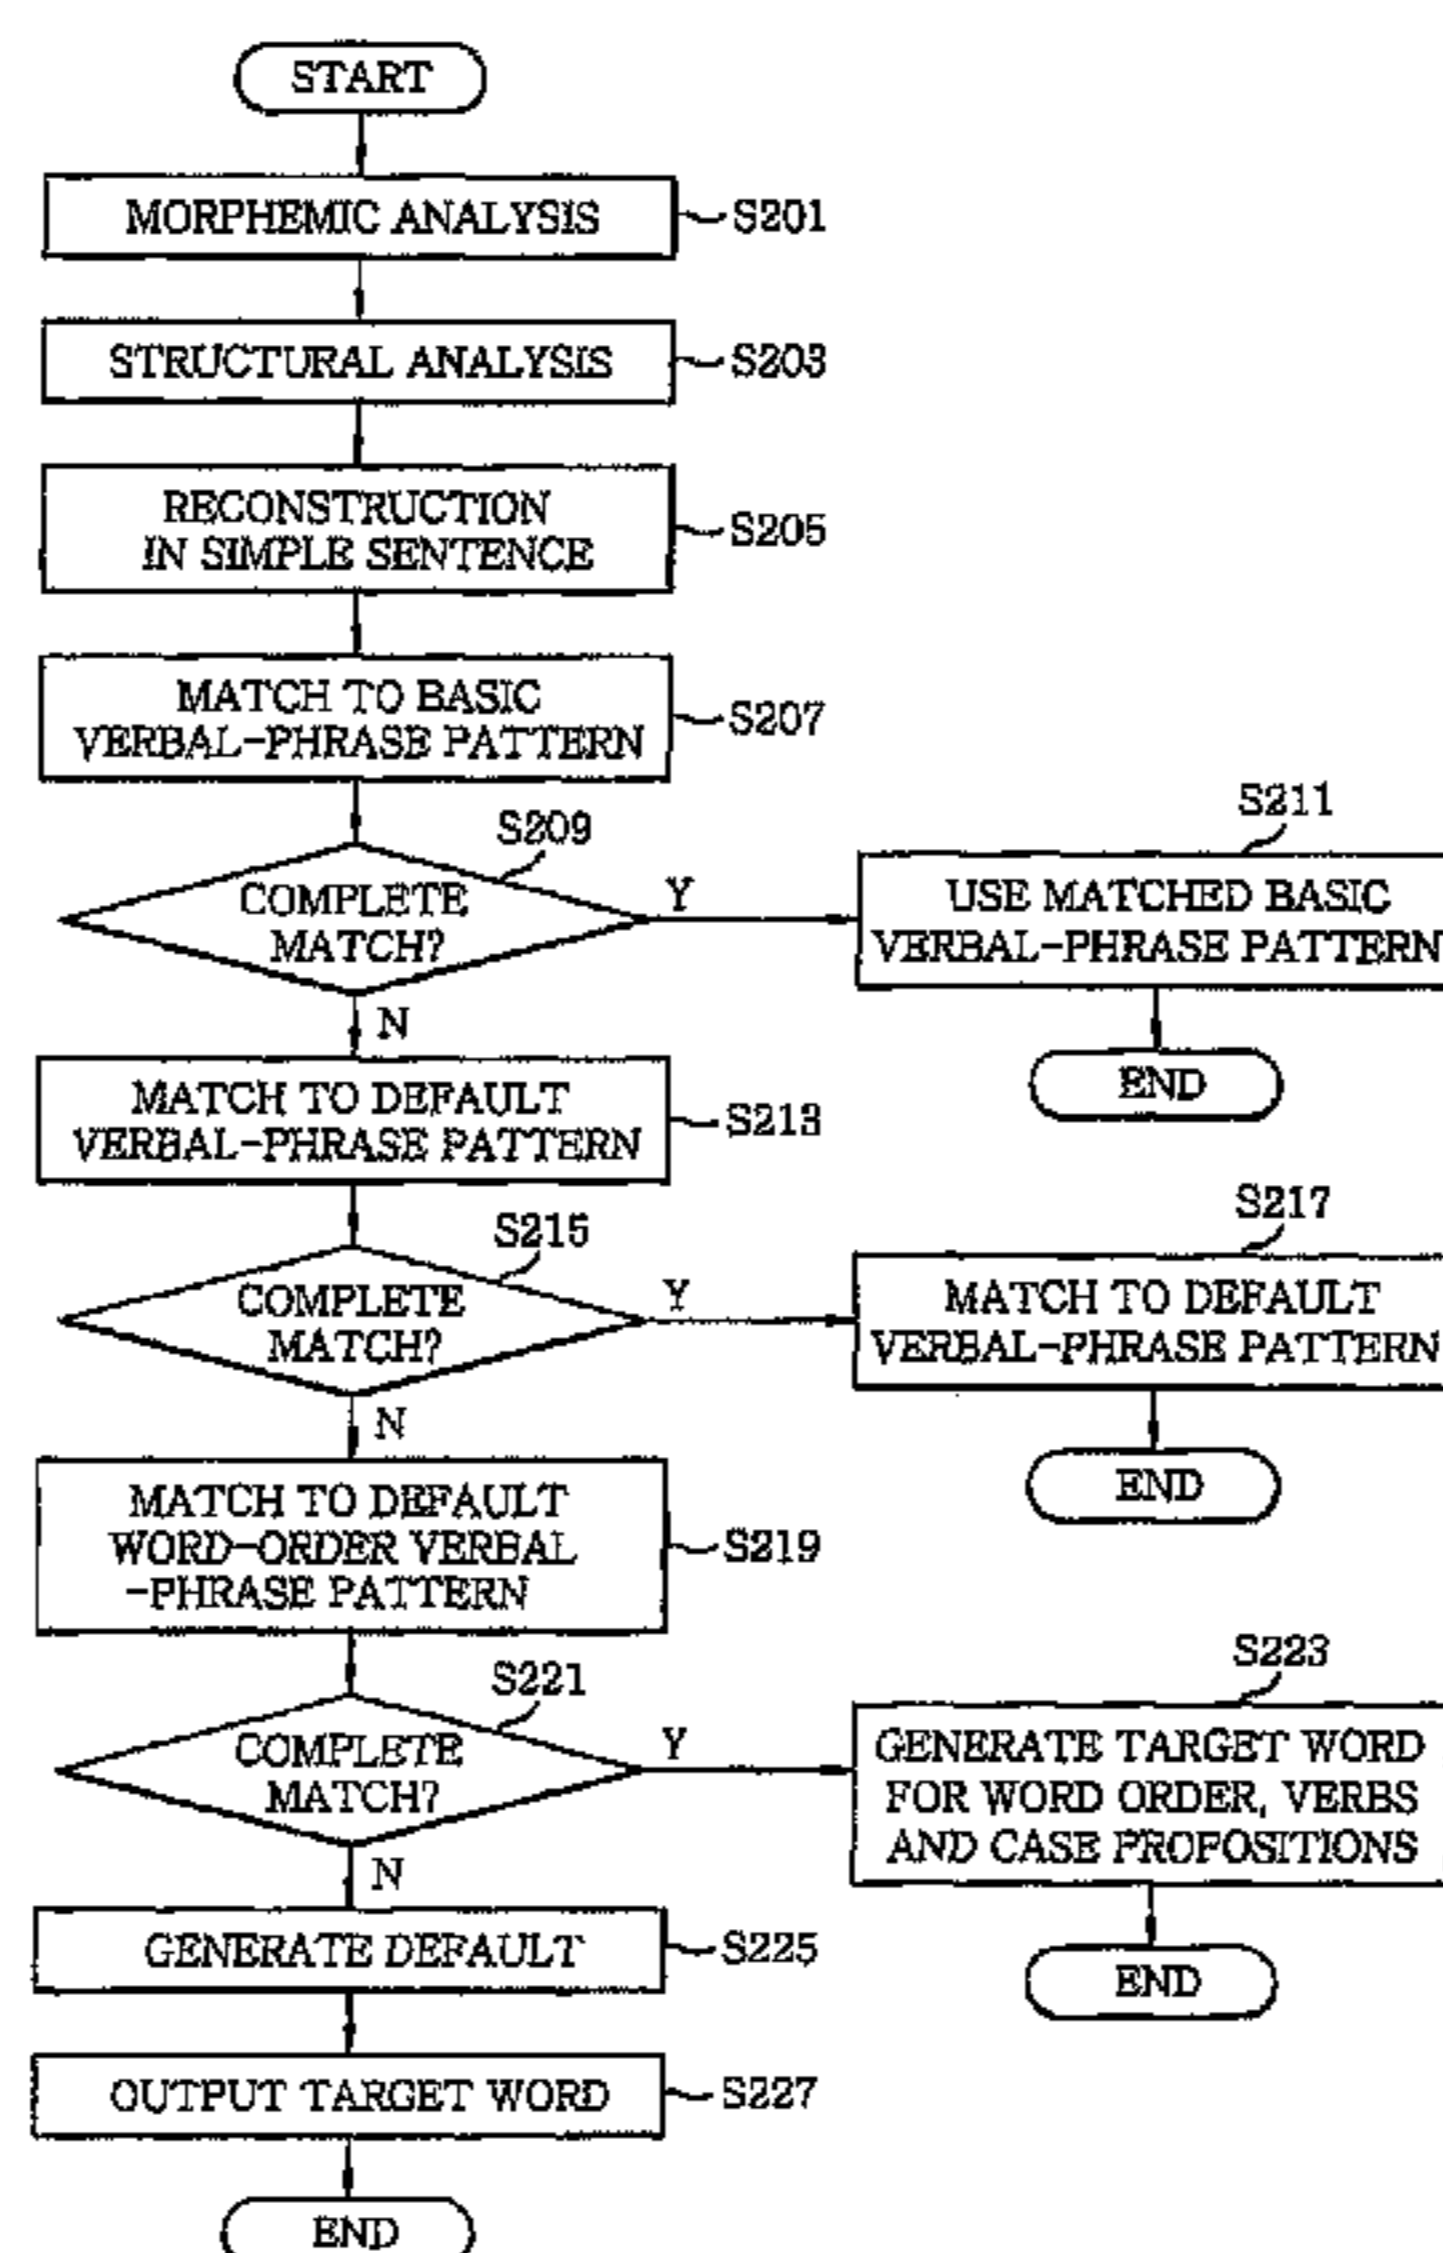 START
MORPHEMIC ANALYSIS
S201
STRUCTURAL ANALYSIS
S203
RECONSTRUCTION
IN SIMPLE SENTENCE
S205
MATCH TO BASIC
VERBAL-PHRASE PATTERN
S207
S209
COMPLETE
MATCH?
Y
N
S211
USE MATCHED BASIC
VERBAL-PHRASE PATTERN
END
MATCH TO DEFAULT
VERBAL-PHRASE PATTERN
S213
S215
COMPLETE
MATCH?
Y
N
S217
MATCH TO DEFAULT
VERBAL-PHRASE PATTERN
END
MATCH TO DEFAULT
WORD-ORDER VERBAL
-PHRASE PATTERN
S219
S221
COMPLETE
MATCH?
Y
N
S223
GENERATE TARGET WORD
FOR WORD ORDER, VERBS
AND CASE PROPOSITIONS
END
GENERATE DEFAULT
S225
OUTPUT TARGET WORD
S227
END